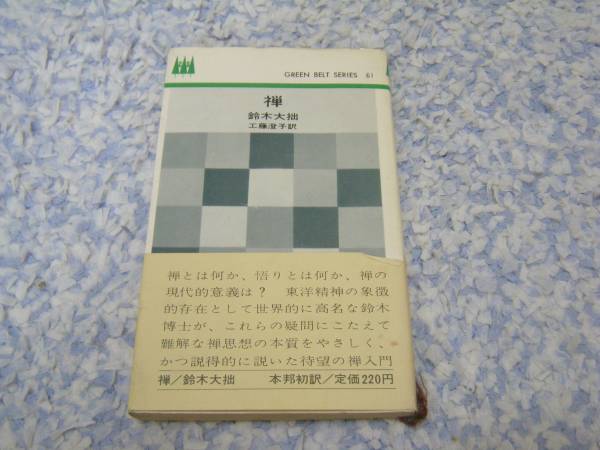 GREEN BELT SERIES 61
禅
鈴木大拙
工藤澄子訳
禅とは何か、悟りとは何か、禅の
現代的意義は？　東洋精神の象徴
的存在として世界的に高名な鈴木
博士が、これらの疑問にこたえて
難解な禅思想の本質をやさしく、
かつ説得的に説いた待望の禅入門
禅／鈴木大拙　本邦初訳／定価220円